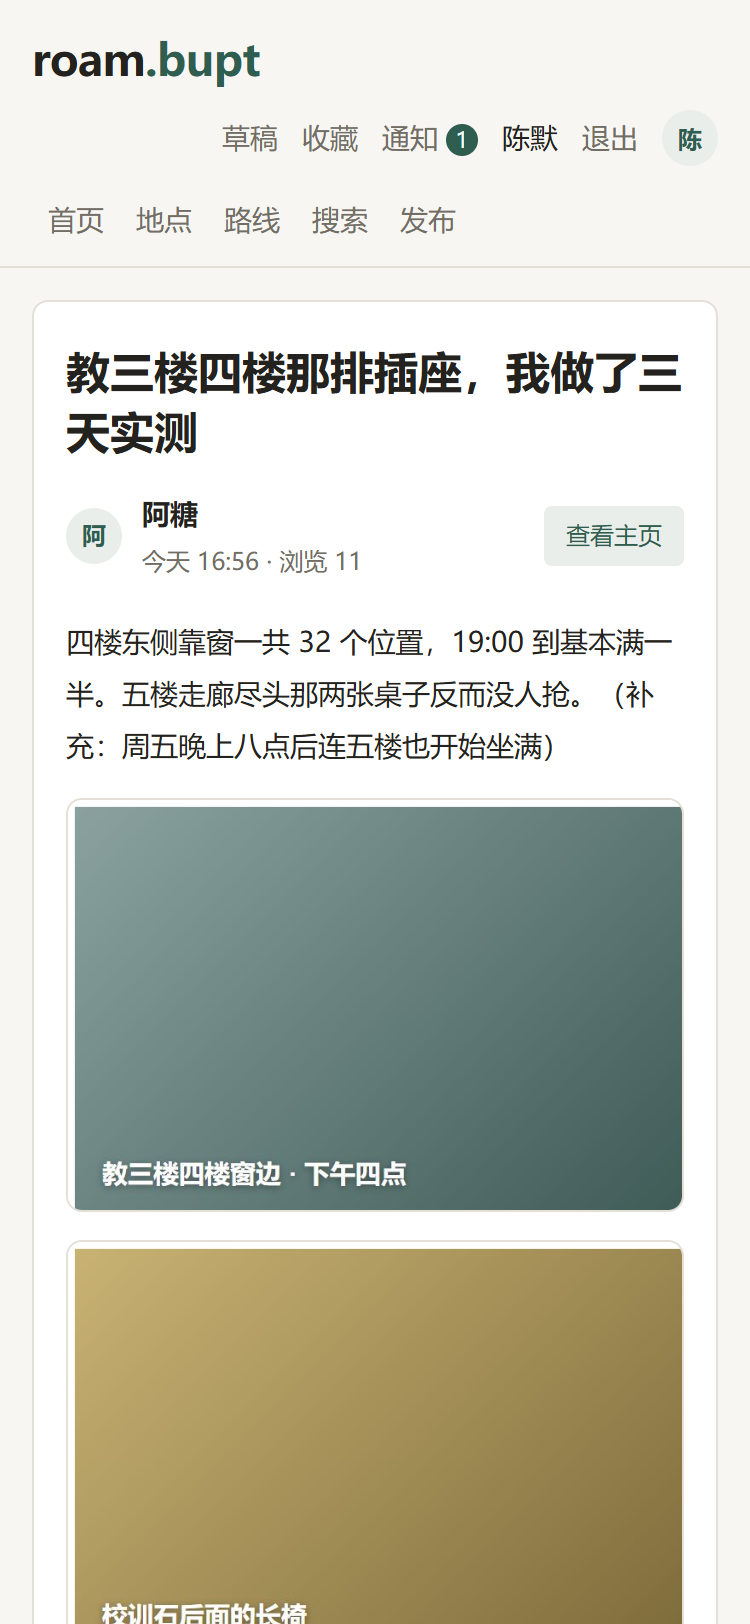 roam.bupt
草稿 收藏 通知 1 陈默 退出 陈
首页 地点 路线 搜索 发布
教三楼四楼那排插座，我做了三
天实测
阿 阿糖 查看主页
今天 16:56 · 浏览 11
四楼东侧靠窗一共 32 个位置，19:00 到基本满一
半。五楼走廊尽头那两张桌子反而没人抢。（补
充：周五晚上八点后连五楼也开始坐满）
教三楼四楼窗边 · 下午四点
校训石后面的长椅